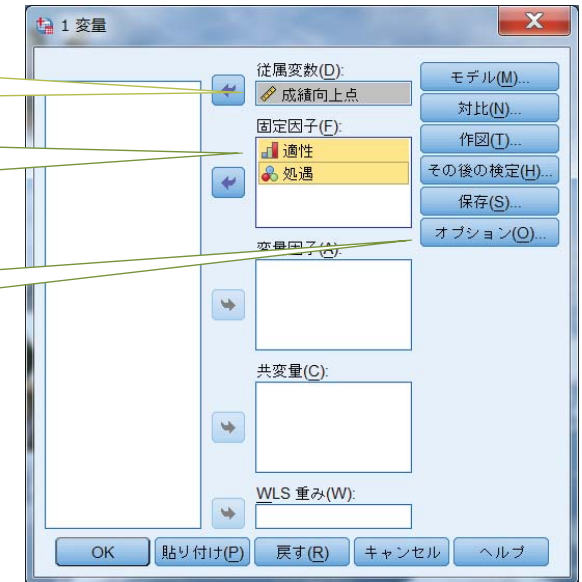 1 変量
従属変数(D):
成績向上点
固定因子(F):
適性
処遇
変量因子(A):
共変量(C):
WLS 重み(W):
モデル(M)...
対比(N)...
作図(T)...
その後の検定(H)...
保存(S)...
オプション(O)...
OK
貼り付け(P)
戻す(R)
キャンセル
ヘルプ